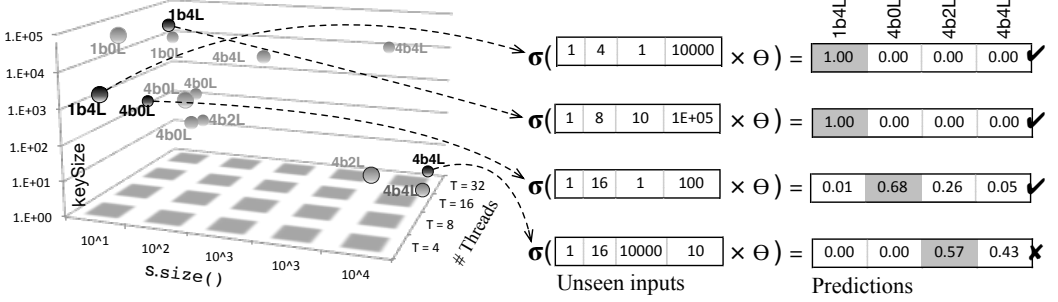 1.E+05
1.E+04
1.E+03
1.E+02
1.E+01
1.E+00
keySize
1b4L
1b0L
1b0L
4b4L
4b4L
1b4L
4b0L
4b0L
4b0L
4b2L
4b2L
4b4L
4b4L
T = 32
T = 16
T = 8
T = 4
# Threads
10^1
10^2
10^3
10^3
10^4
s.size()
1b4L 4b0L 4b2L 4b4L
σ( 1 4 1 10000 × Θ ) = 1.00 0.00 0.00 0.00 ✔
σ( 1 8 10 1E+05 × Θ ) = 1.00 0.00 0.00 0.00 ✔
σ( 1 16 1 100 × Θ ) = 0.01 0.68 0.26 0.05 ✔
σ( 1 16 10000 10 × Θ ) = 0.00 0.00 0.57 0.43 ✘
Unseen inputs Predictions